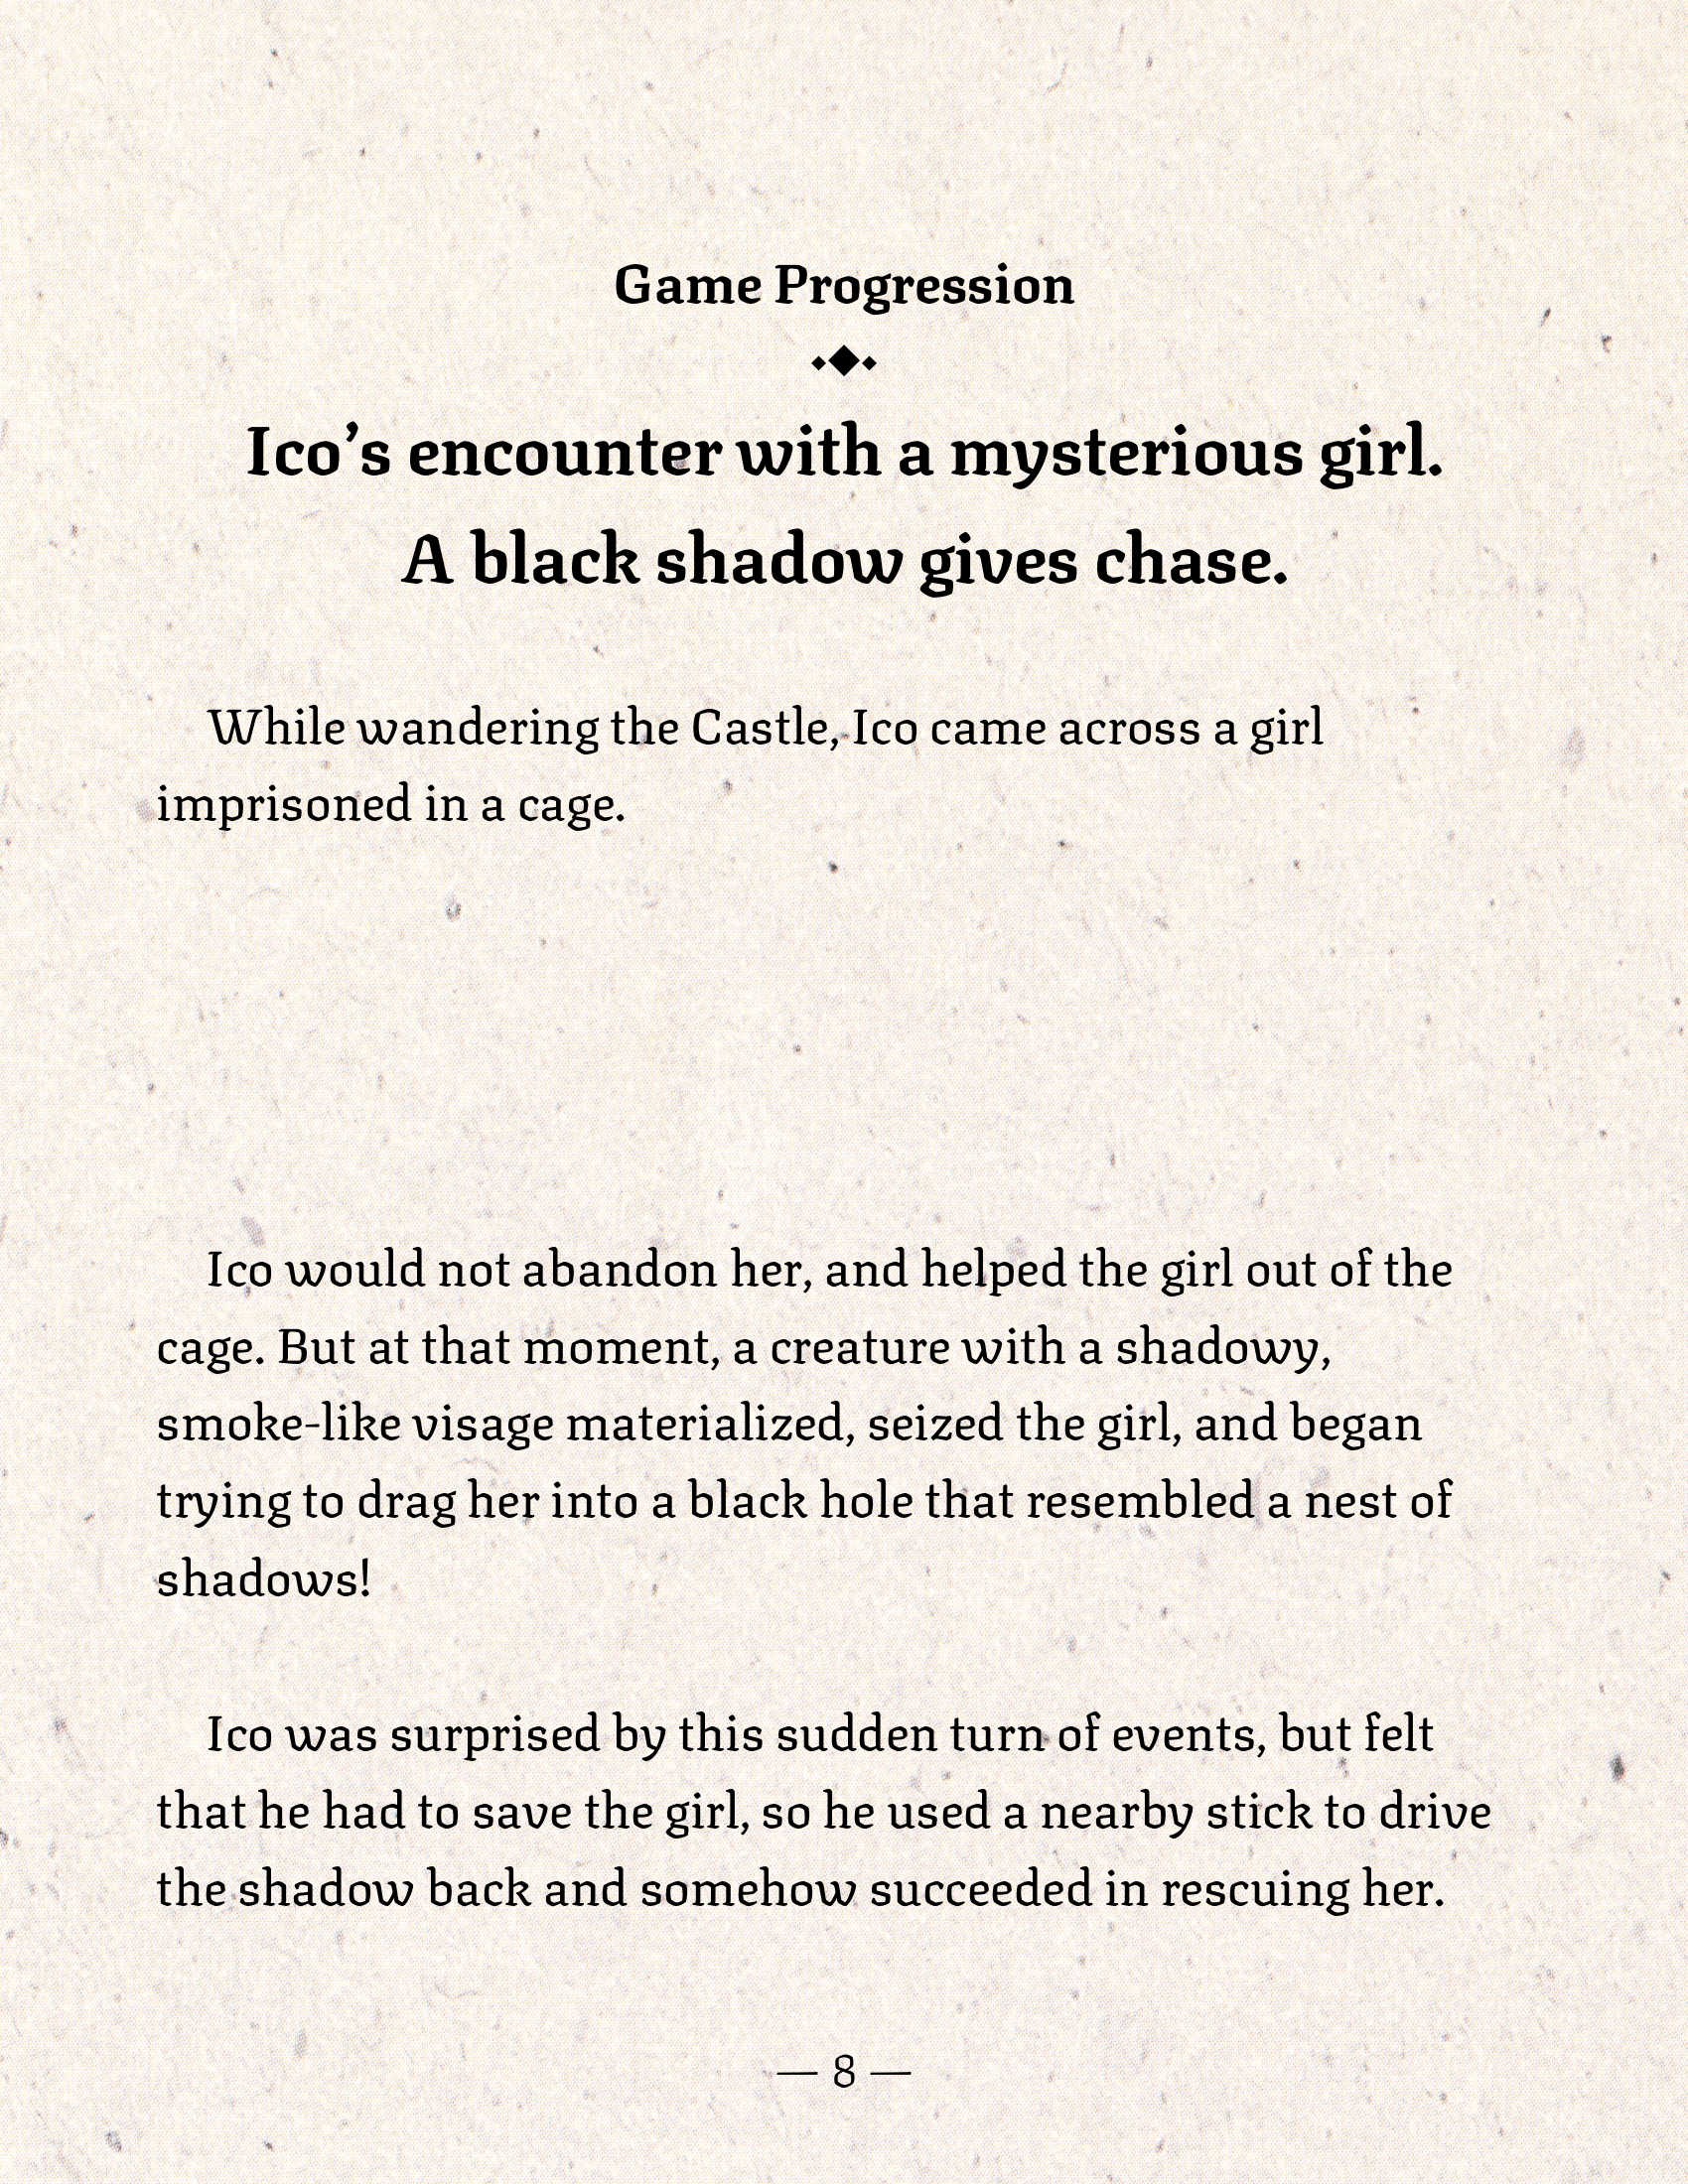 Game Progression
Ico’s encounter with a mysterious girl.
A black shadow gives chase.
While wandering the Castle, Ico came across a girl
imprisoned in a cage.
Ico would not abandon her, and helped the girl out of the
cage. But at that moment, a creature with a shadowy,
smoke-like visage materialized, seized the girl, and began
trying to drag her into a black hole that resembled a nest of
shadows!
Ico was surprised by this sudden turn of events, but felt
that he had to save the girl, so he used a nearby stick to drive
the shadow back and somehow succeeded in rescuing her.
— 8 —